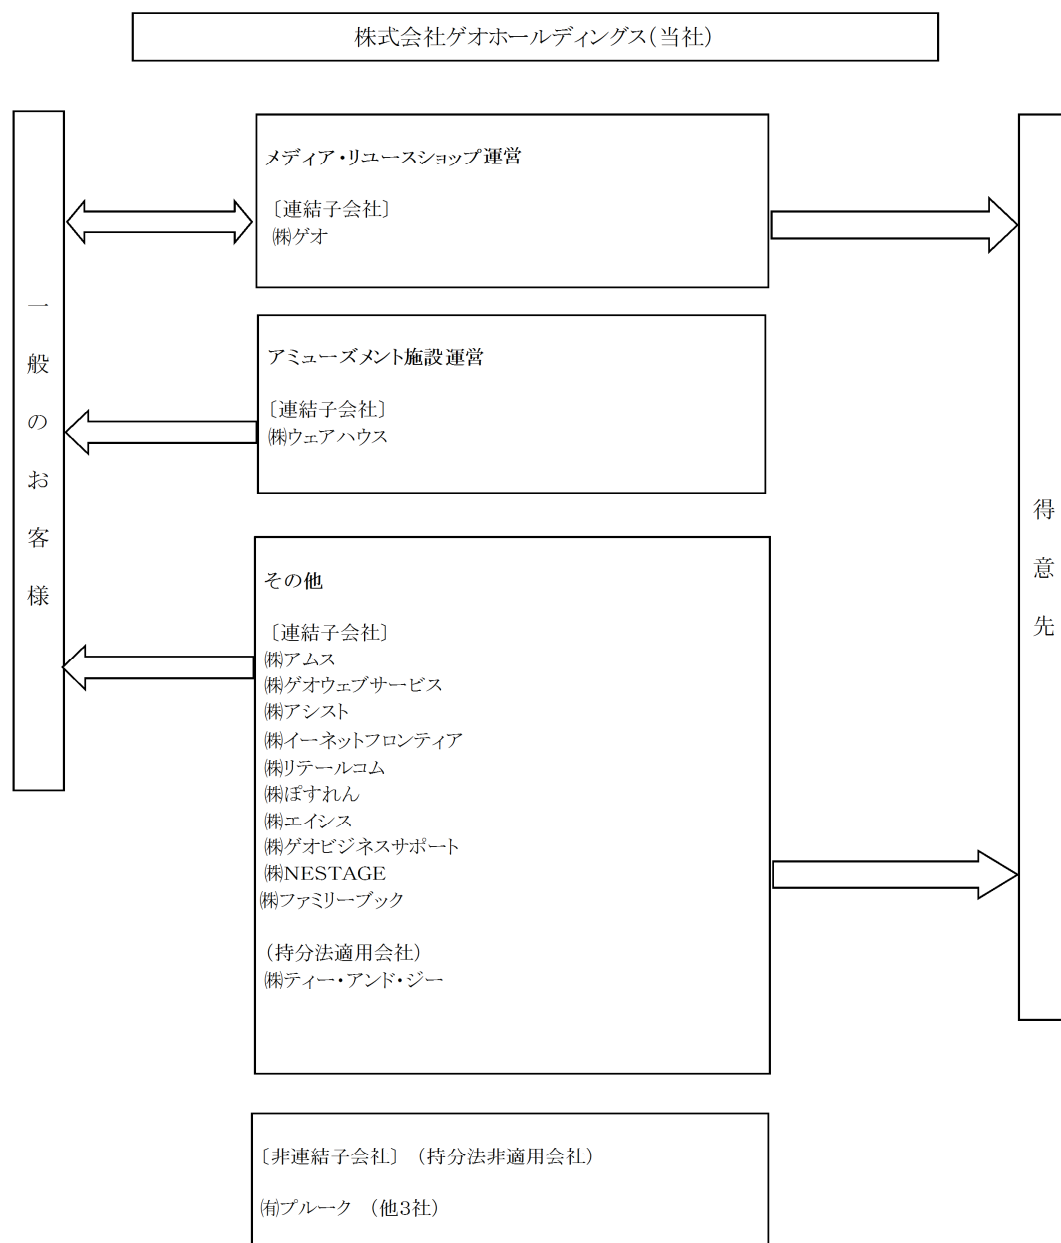 株式会社ゲオホールディングス(当社)
一般のお客様
メディア・リユースショップ運営
〔連結子会社〕
㈱ゲオ
アミューズメント施設運営
〔連結子会社〕
㈱ウェアハウス
その他
〔連結子会社〕
㈱アムス
㈱ゲオウェブサービス
㈱アシスト
㈱イーネットフロンティア
㈱リテールコム
㈱ぽすれん
㈱エイシス
㈱ゲオビジネスサポート
㈱NESTAGE
㈱ファミリーブック
(持分法適用会社)
㈱ティー・アンド・ジー
得意先
〔非連結子会社〕 (持分法非適用会社)
㈲プルーク (他3社)